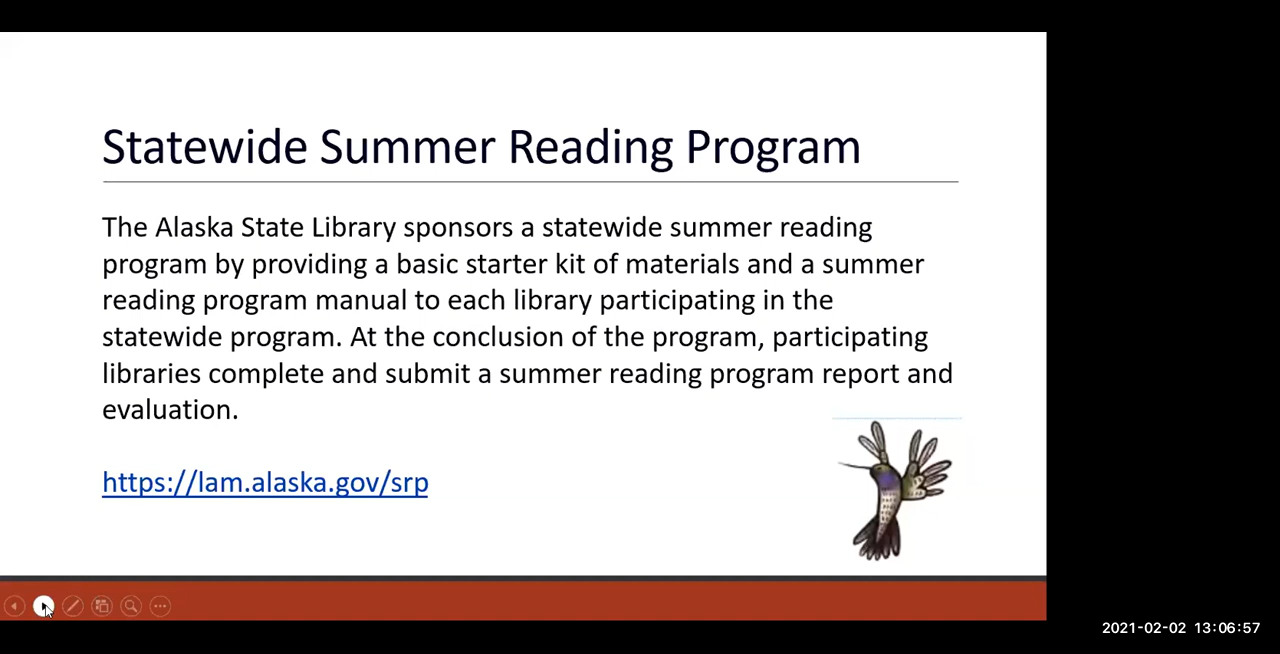 Statewide Summer Reading Program
The Alaska State Library sponsors a statewide summer reading
program by providing a basic starter kit of materials and a summer
reading program manual to each library participating in the
statewide program. At the conclusion of the program, participating
libraries complete and submit a summer reading program report and
evaluation.
https://lam.alaska.gov/srp
2021-02-02 13:06:57